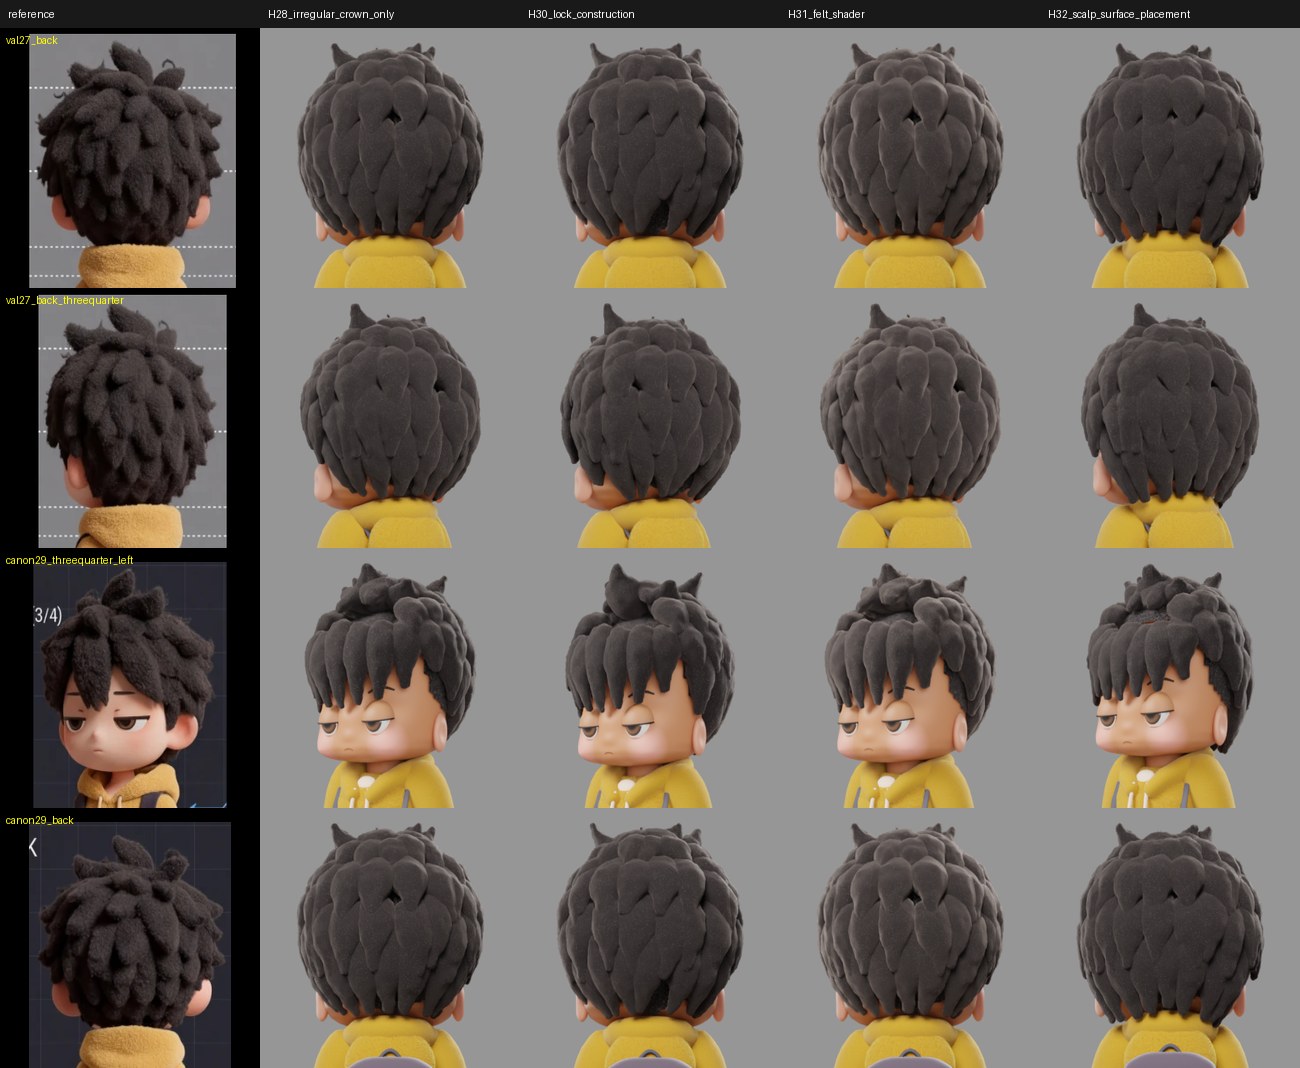 reference
H28_irregular_crown_only
H30_lock_construction
H31_felt_shader
H32_scalp_surface_placement
val27_back
val27_back_threequarter
canon29_threequarter_left
(3/4)
canon29_back